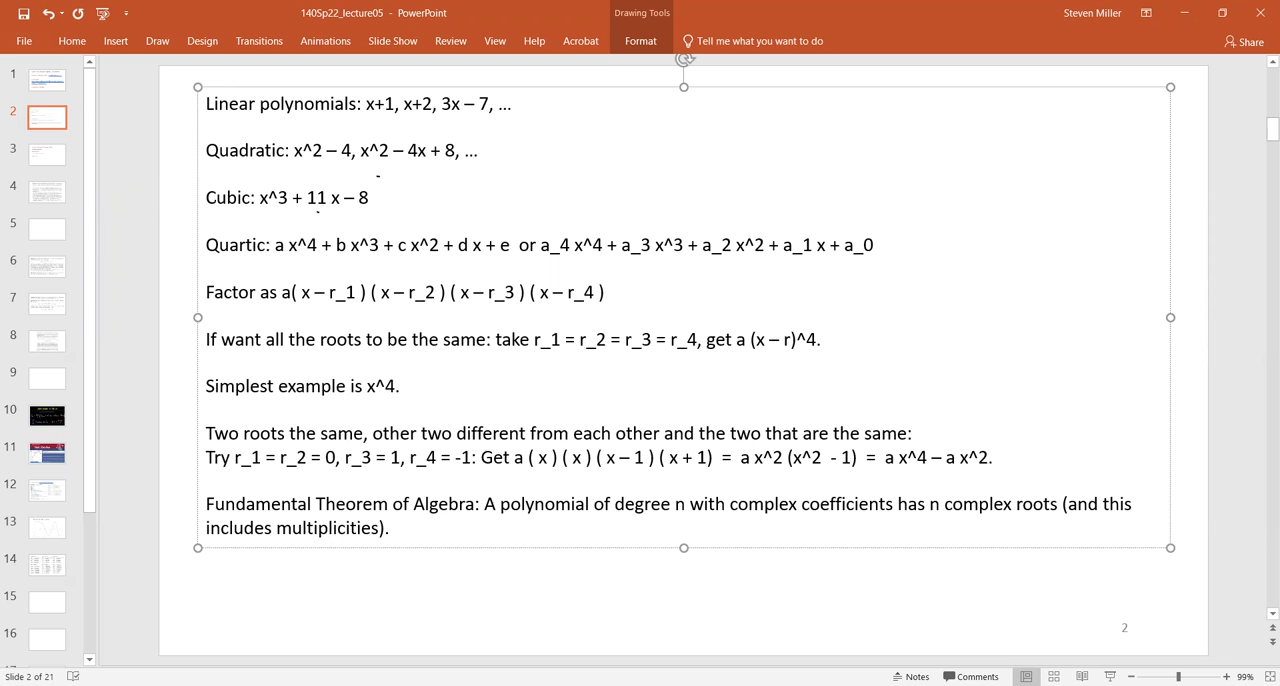 140Sp22_lecture05 - PowerPoint
Drawing Tools
Steven Miller
File Home Insert Draw Design Transitions Animations Slide Show Review View Help Acrobat Format Tell me what you want to do Share
1
2
3
4
5
6
7
8
9
10
11
12
13
14
15
16
Linear polynomials: x+1, x+2, 3x – 7, ...
Quadratic: x^2 – 4, x^2 – 4x + 8, ...
Cubic: x^3 + 11 x – 8
Quartic: a x^4 + b x^3 + c x^2 + d x + e or a_4 x^4 + a_3 x^3 + a_2 x^2 + a_1 x + a_0
Factor as a( x – r_1 ) ( x – r_2 ) ( x – r_3 ) ( x – r_4 )
If want all the roots to be the same: take r_1 = r_2 = r_3 = r_4, get a (x – r)^4.
Simplest example is x^4.
Two roots the same, other two different from each other and the two that are the same:
Try r_1 = r_2 = 0, r_3 = 1, r_4 = -1: Get a ( x ) ( x ) ( x – 1 ) ( x + 1) = a x^2 (x^2 - 1) = a x^4 – a x^2.
Fundamental Theorem of Algebra: A polynomial of degree n with complex coefficients has n complex roots (and this
includes multiplicities).
2
Slide 2 of 21 Notes Comments 99%